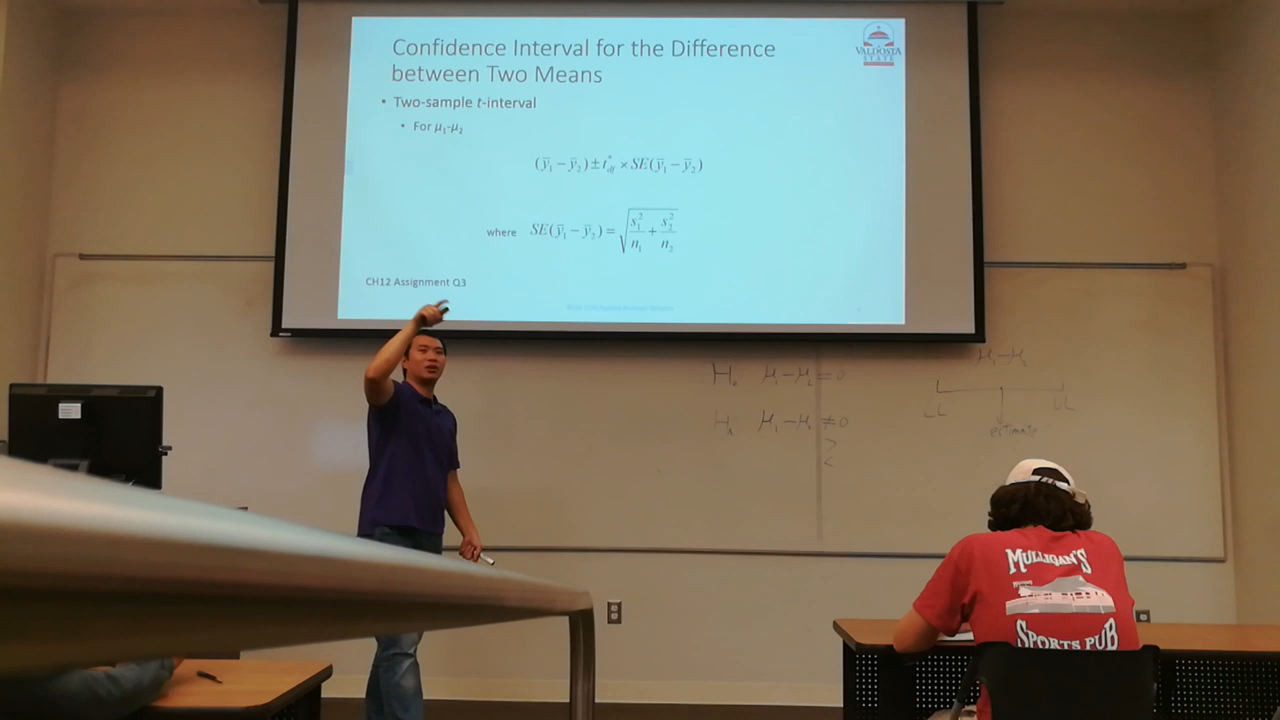 Confidence Interval for the Difference
between Two Means
VALDOSTA
STATE
• Two-sample t-interval
• For μ₁-μ₂
(ȳ₁ − ȳ₂) ± t*df × SE(ȳ₁ − ȳ₂)
where SE(ȳ₁ − ȳ₂) = √(s₁²/n₁ + s₂²/n₂)
CH12 Assignment Q3
H₀ μ₁−μ₂=0
Hₐ μ₁−μ₂≠0
>
<
μ₁−μ₂
LL
UL
estimate
MULLIGAN'S
SPORTS PUB